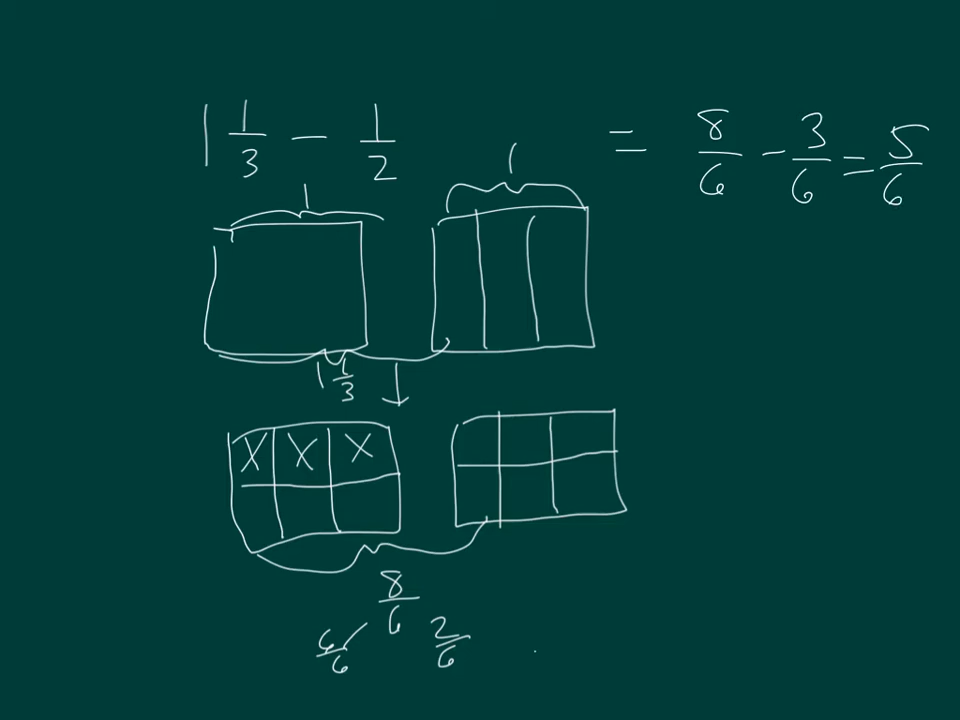 1 1/3 - 1/2 = 8/6 - 3/6 = 5/6
1 1
1 1/3
X X X
8/6
6/6 2/6